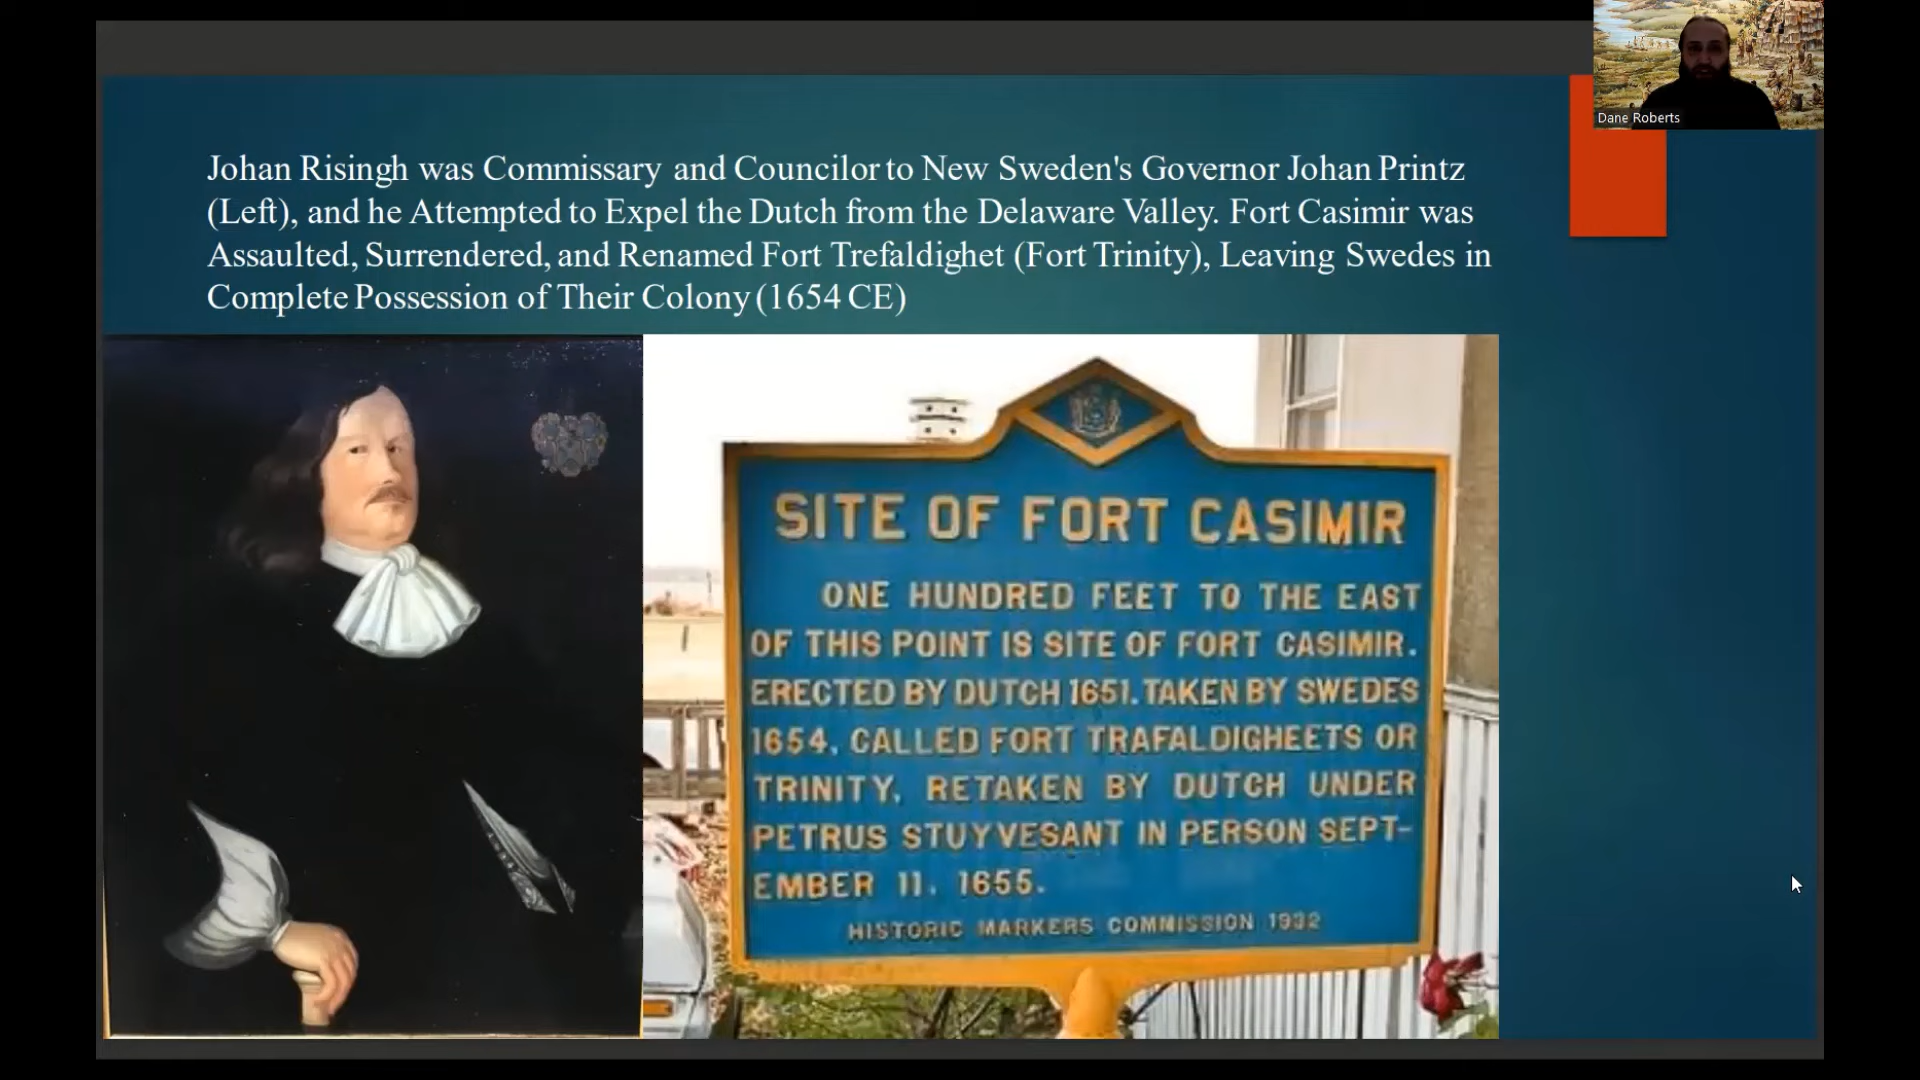 Dane Roberts
Johan Risingh was Commissary and Councilor to New Sweden's Governor Johan Printz
(Left), and he Attempted to Expel the Dutch from the Delaware Valley. Fort Casimir was
Assaulted, Surrendered, and Renamed Fort Trefaldighet (Fort Trinity), Leaving Swedes in
Complete Possession of Their Colony (1654 CE)
SITE OF FORT CASIMIR
ONE HUNDRED FEET TO THE EAST
OF THIS POINT IS SITE OF FORT CASIMIR.
ERECTED BY DUTCH 1651. TAKEN BY SWEDES
1654, CALLED FORT TRAFALDIGHEETS OR
TRINITY, RETAKEN BY DUTCH UNDER
PETRUS STUYVESANT IN PERSON SEPT-
EMBER 11, 1655.
HISTORIC MARKERS COMMISSION 1932